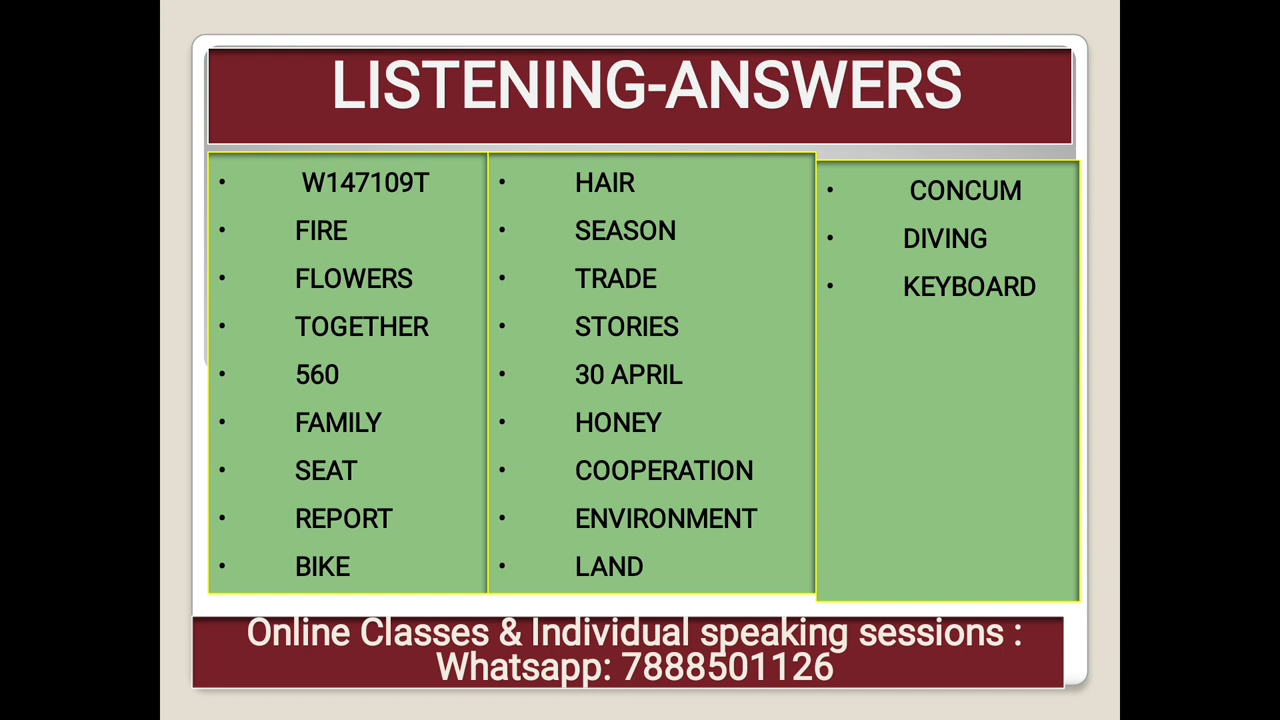 LISTENING-ANSWERS
• W147109T
• FIRE
• FLOWERS
• TOGETHER
• 560
• FAMILY
• SEAT
• REPORT
• BIKE
• HAIR
• SEASON
• TRADE
• STORIES
• 30 APRIL
• HONEY
• COOPERATION
• ENVIRONMENT
• LAND
• CONCUM
• DIVING
• KEYBOARD
Online Classes & Individual speaking sessions :
Whatsapp: 7888501126